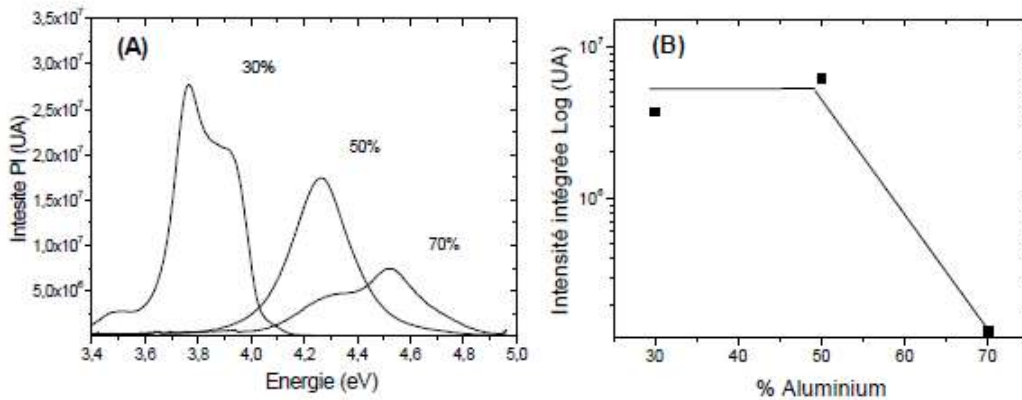 (A)
30%
50%
70%
3,5x10⁷
3,0x10⁷
2,5x10⁷
2,0x10⁷
1,5x10⁷
1,0x10⁷
5,0x10⁶
Intesite Pl (UA)
3,4 3,6 3,8 4,0 4,2 4,4 4,6 4,8 5,0
Energie (eV)
(B)
10⁷
10⁶
Intensité intégrée Log (UA)
30 40 50 60 70
% Aluminium